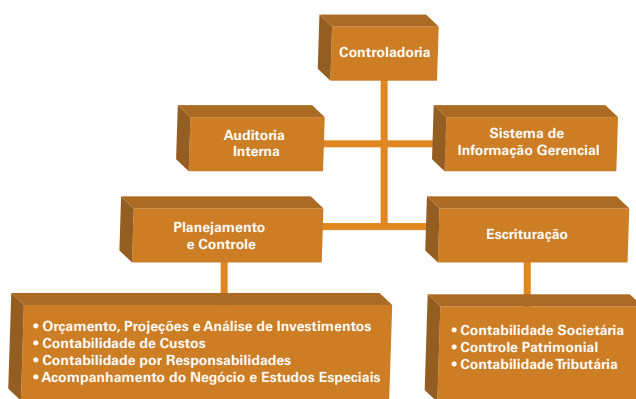 Controladoria
Auditoria
Interna
Sistema de
Informação Gerencial
Planejamento
e Controle
Escrituração
• Orçamento, Projeções e Análise de Investimentos
• Contabilidade de Custos
• Contabilidade por Responsabilidades
• Acompanhamento do Negócio e Estudos Especiais
• Contabilidade Societária
• Controle Patrimonial
• Contabilidade Tributária